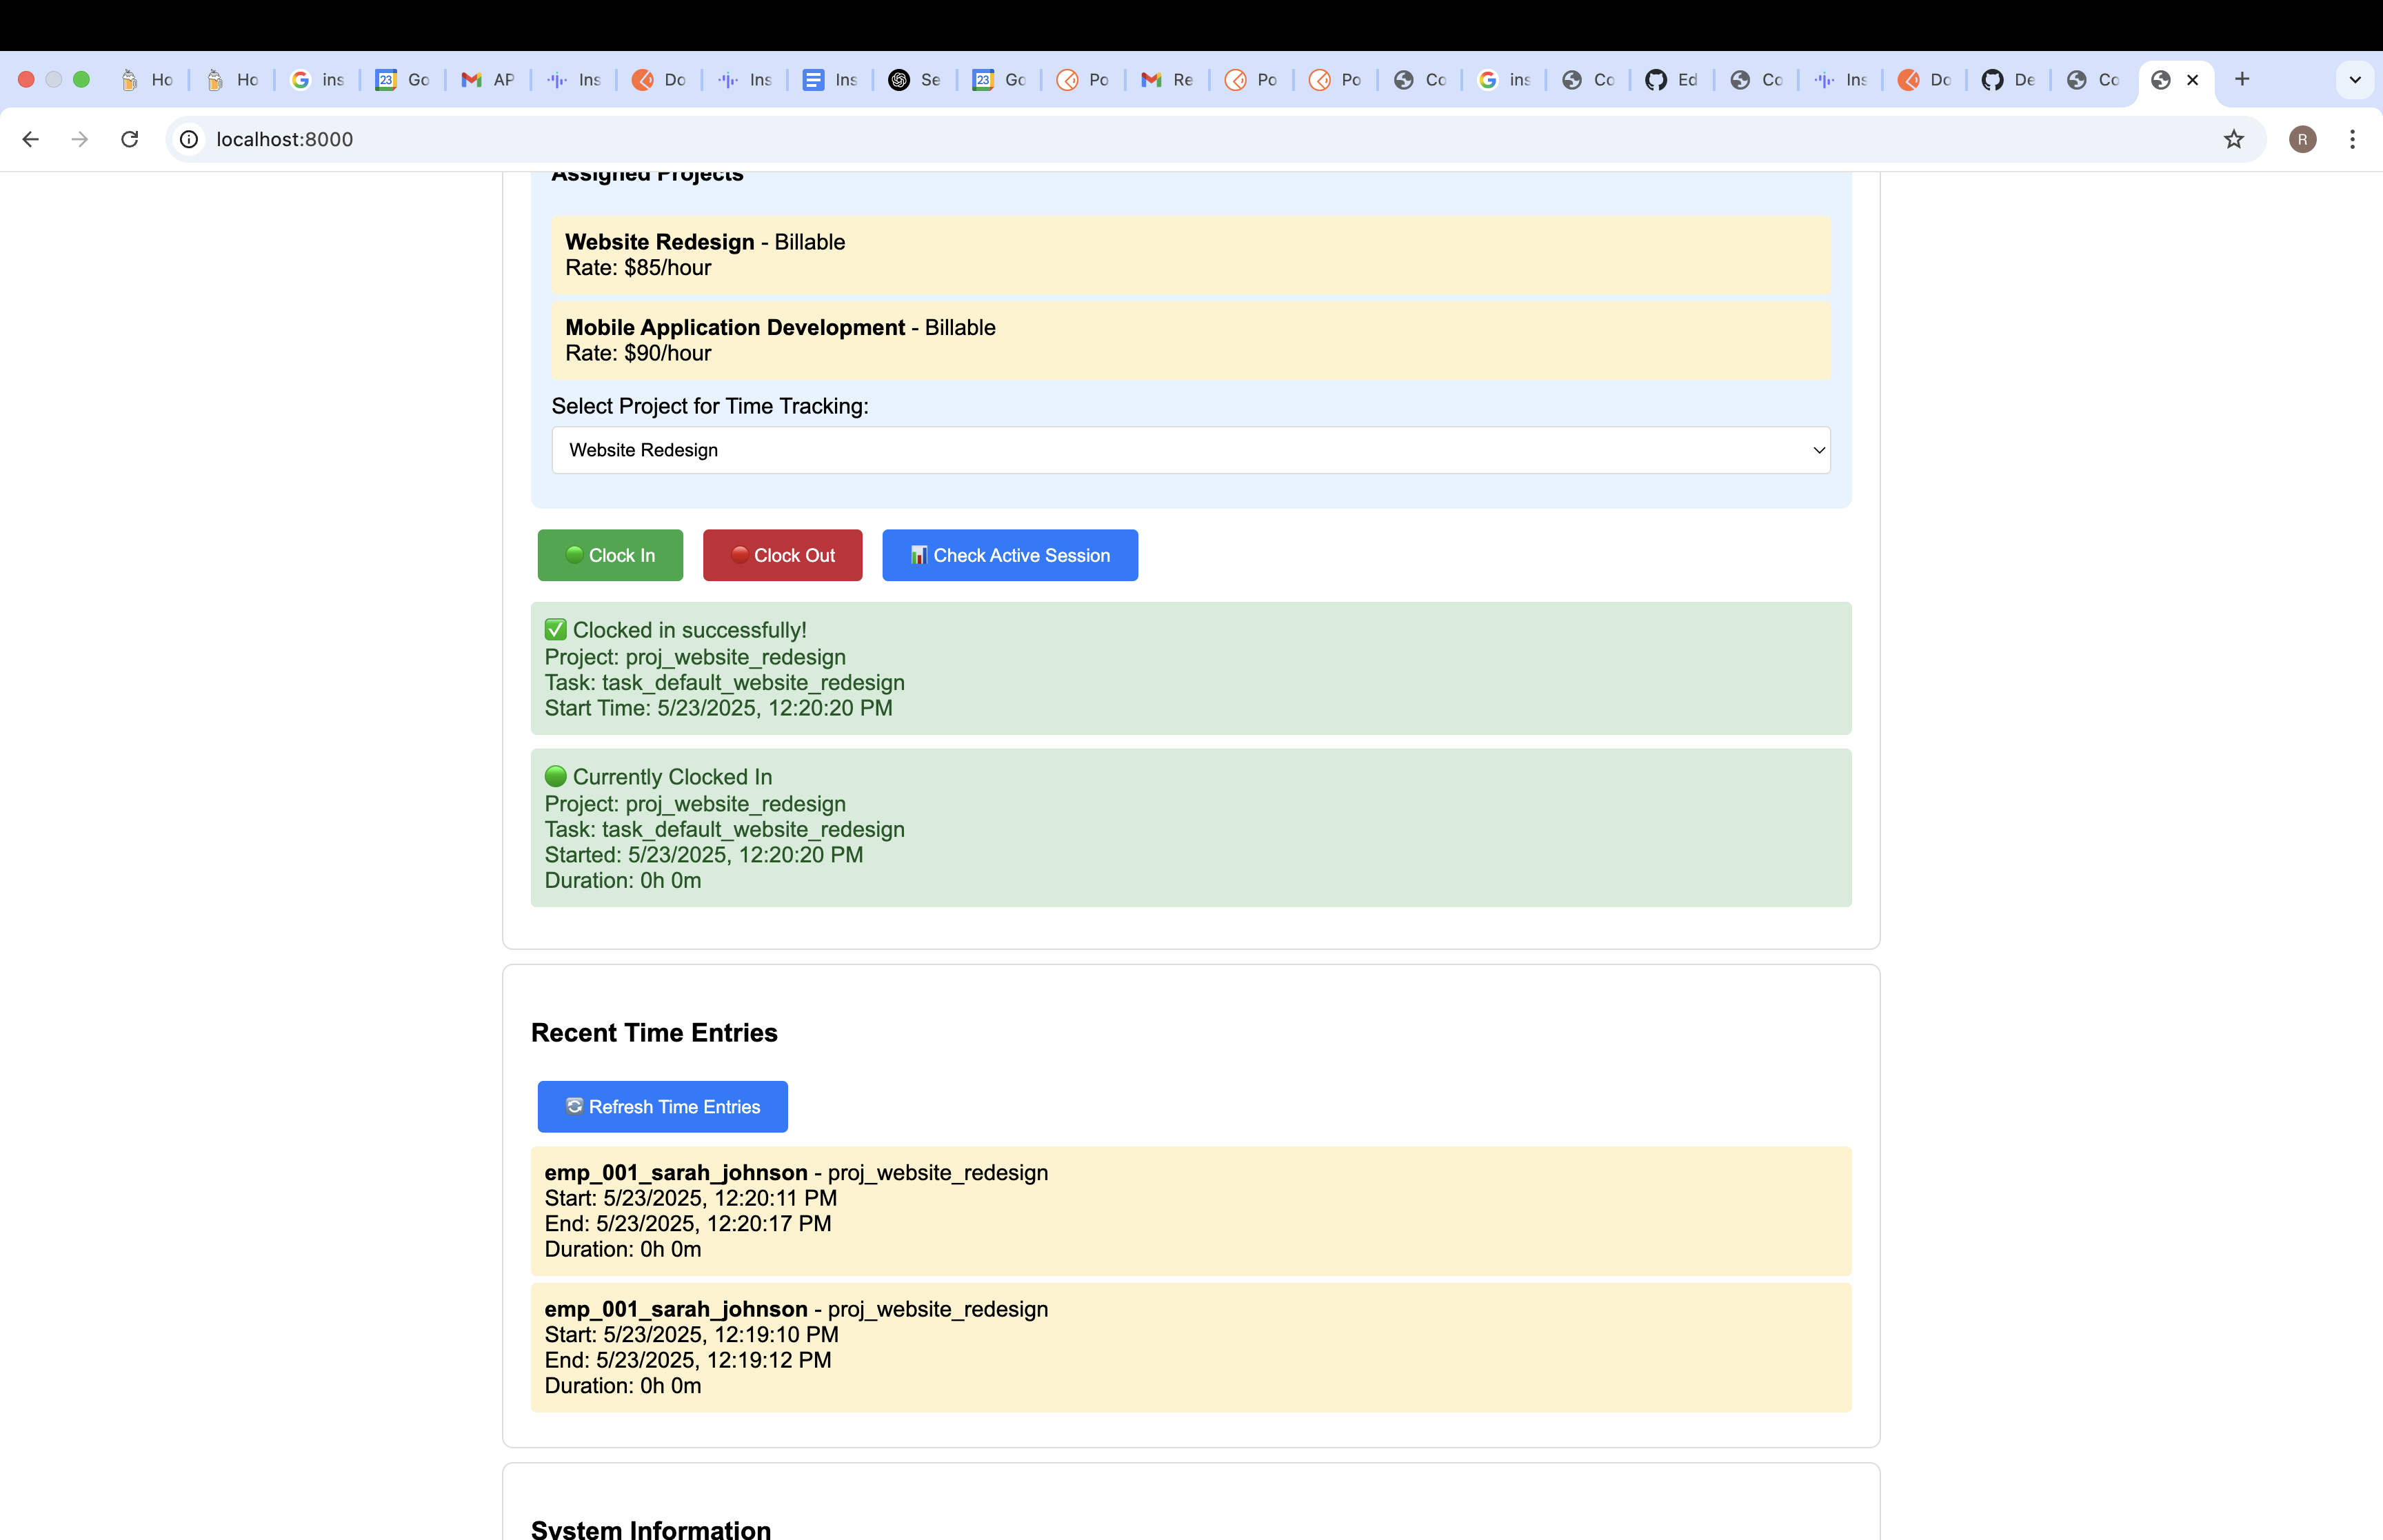 Ho
Ho
ins
23
Go
AP
Ins
Do
Ins
Ins
Se
23
Go
Po
Re
Po
Po
Co
ins
Co
Ed
Co
Ins
Do
De
Co
localhost:8000
R
Assigned Projects
Website Redesign - Billable
Rate: $85/hour
Mobile Application Development - Billable
Rate: $90/hour
Select Project for Time Tracking:
Website Redesign
Clock In
Clock Out
Check Active Session
Clocked in successfully!
Project: proj_website_redesign
Task: task_default_website_redesign
Start Time: 5/23/2025, 12:20:20 PM
Currently Clocked In
Project: proj_website_redesign
Task: task_default_website_redesign
Started: 5/23/2025, 12:20:20 PM
Duration: 0h 0m
Recent Time Entries
Refresh Time Entries
emp_001_sarah_johnson - proj_website_redesign
Start: 5/23/2025, 12:20:11 PM
End: 5/23/2025, 12:20:17 PM
Duration: 0h 0m
emp_001_sarah_johnson - proj_website_redesign
Start: 5/23/2025, 12:19:10 PM
End: 5/23/2025, 12:19:12 PM
Duration: 0h 0m
System Information